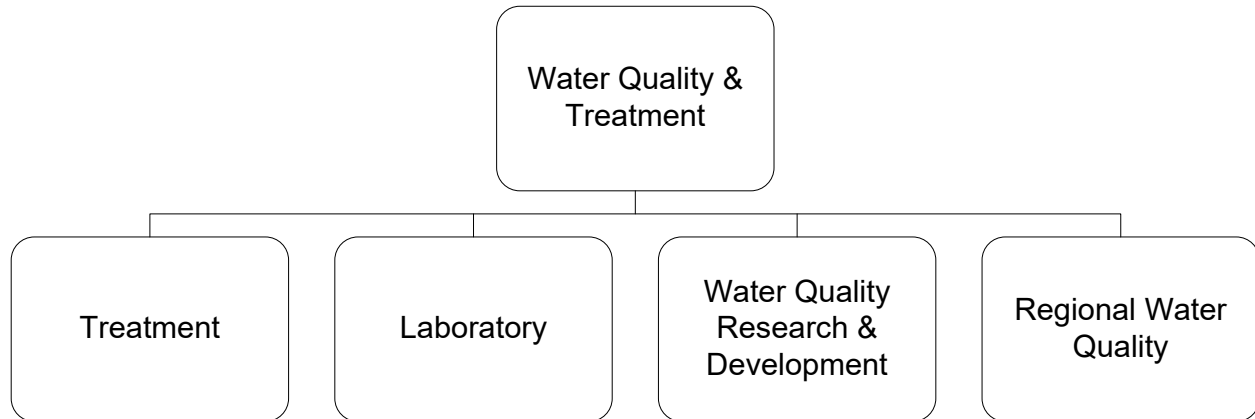 Water Quality &
Treatment
Treatment
Laboratory
Water Quality
Research &
Development
Regional Water
Quality